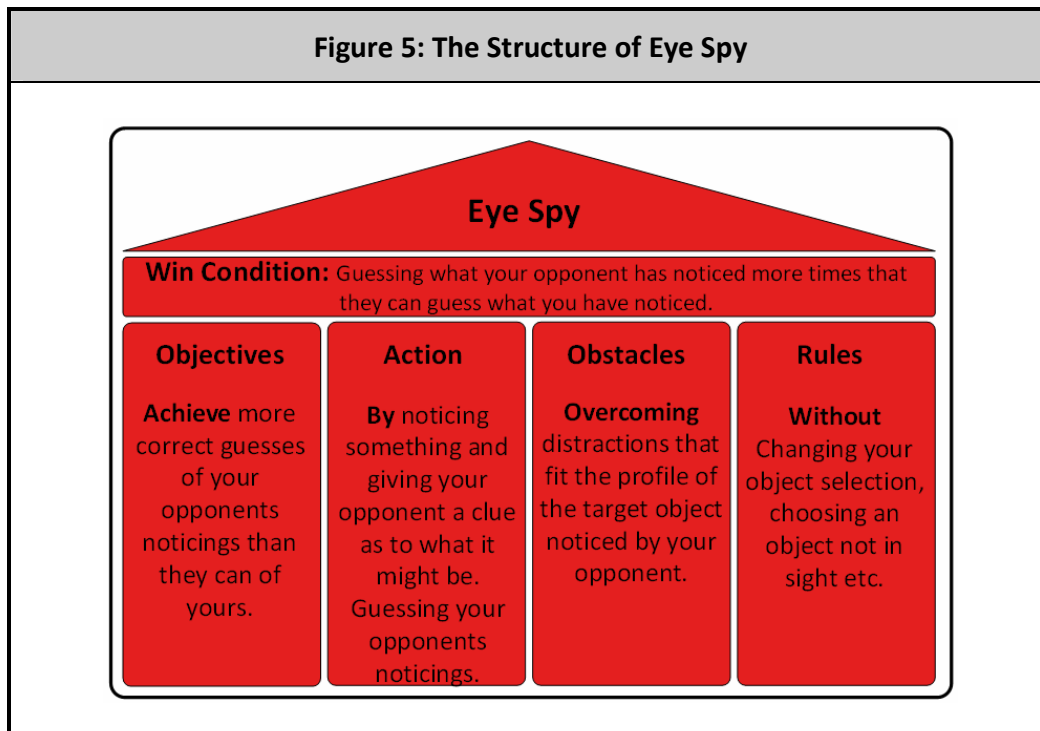 Figure 5: The Structure of Eye Spy
Eye Spy
Win Condition: Guessing what your opponent has noticed more times that
they can guess what you have noticed.
Objectives
Achieve more
correct guesses
of your
opponents
noticings than
they can of
yours.
Action
By noticing
something and
giving your
opponent a clue
as to what it
might be.
Guessing your
opponents
noticings.
Obstacles
Overcoming
distractions that
fit the profile of
the target object
noticed by your
opponent.
Rules
Without
Changing your
object selection,
choosing an
object not in
sight etc.